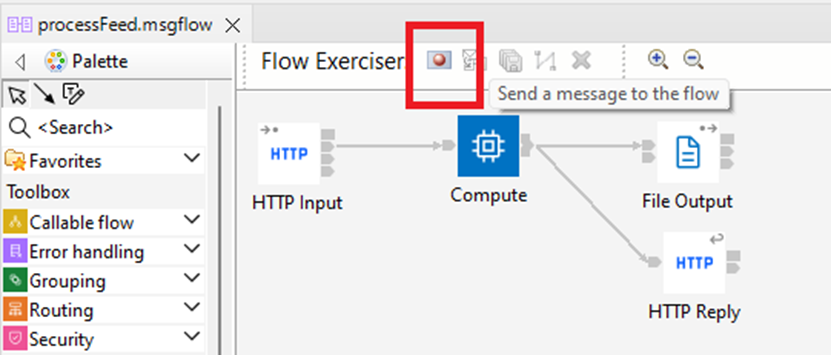 processFeed.msgflow
Palette
Flow Exerciser
Send a message to the flow
<Search>
Favorites
Toolbox
Callable flow
Error handling
Grouping
Routing
Security
HTTP
HTTP Input
Compute
File Output
HTTP
HTTP Reply